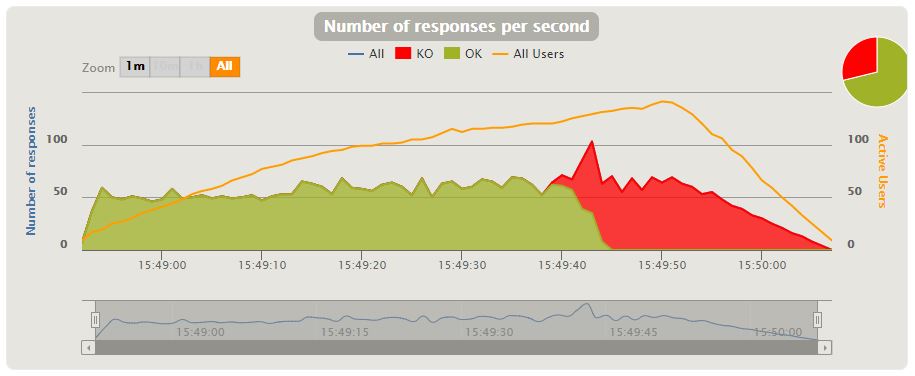 Number of responses per second
All KO OK All Users
Zoom 1m 10m 1h All
Number of responses
100
50
0
100
50
0
Active Users
15:49:00 15:49:10 15:49:20 15:49:30 15:49:40 15:49:50 15:50:00
15:49:00 15:49:15 15:49:30 15:49:45 15:50:00